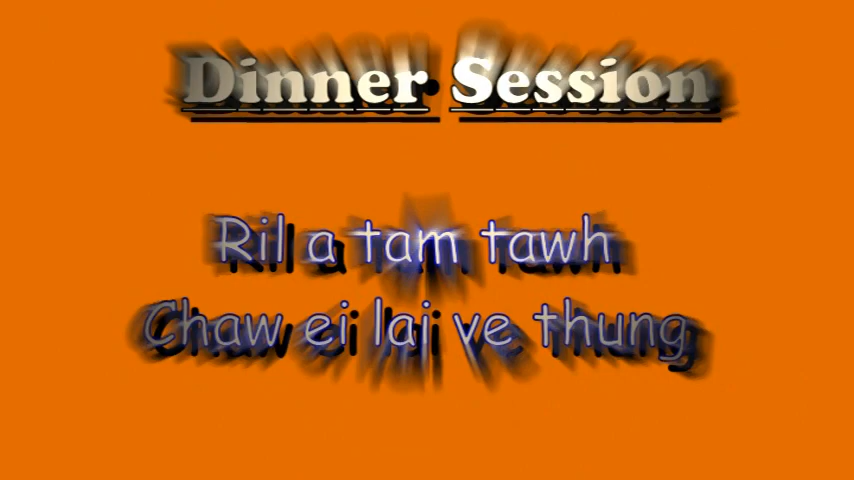 Dinner Session
Ril a tam tawh
Chaw ei lai ve thung